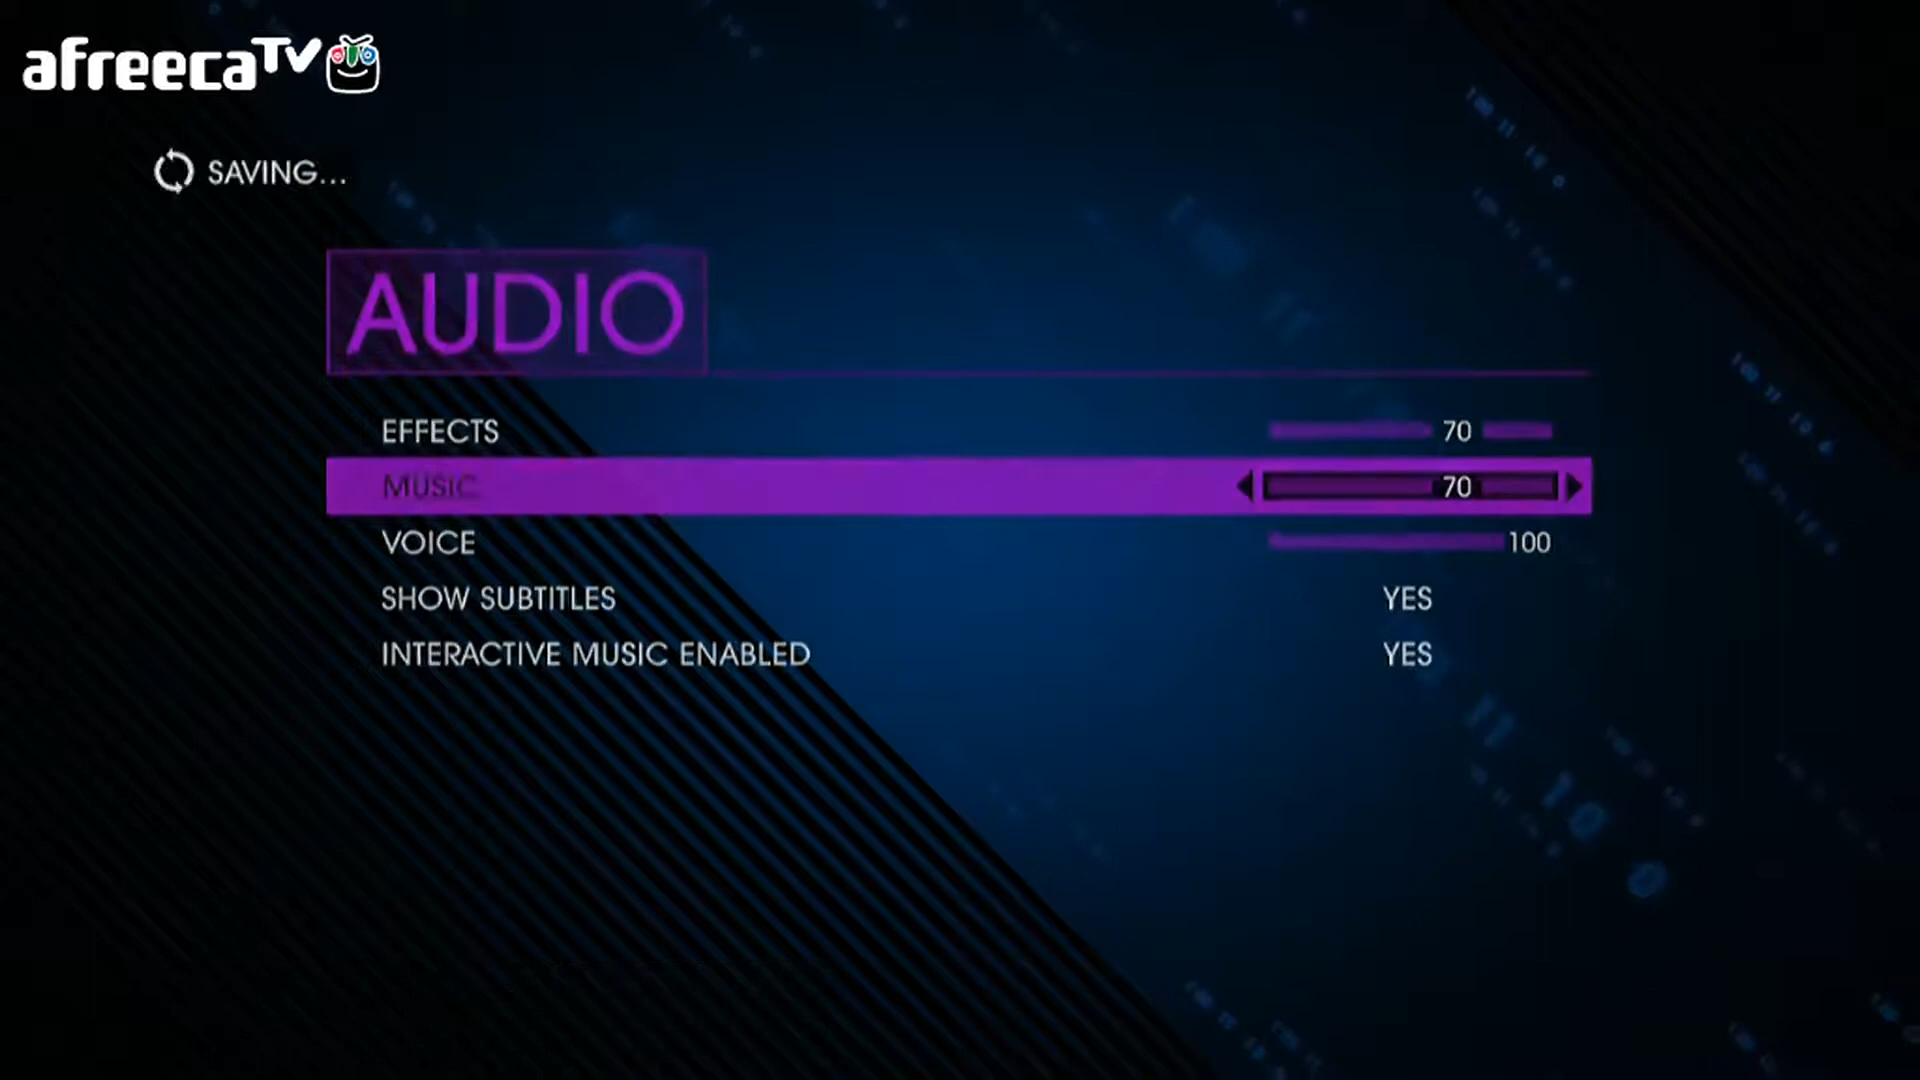 afreecaTV
SAVING...
AUDIO
EFFECTS 70
MUSIC 70
VOICE 100
SHOW SUBTITLES YES
INTERACTIVE MUSIC ENABLED YES